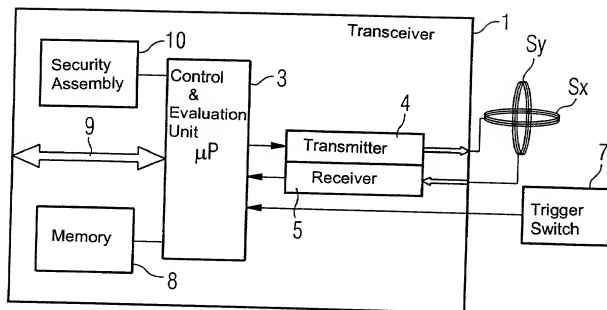 10
Transceiver
1
Security
Assembly
Control
&
Evaluation
Unit
μP
3
4
Sy
Sx
9
Transmitter
Receiver
5
7
Trigger
Switch
Memory
8